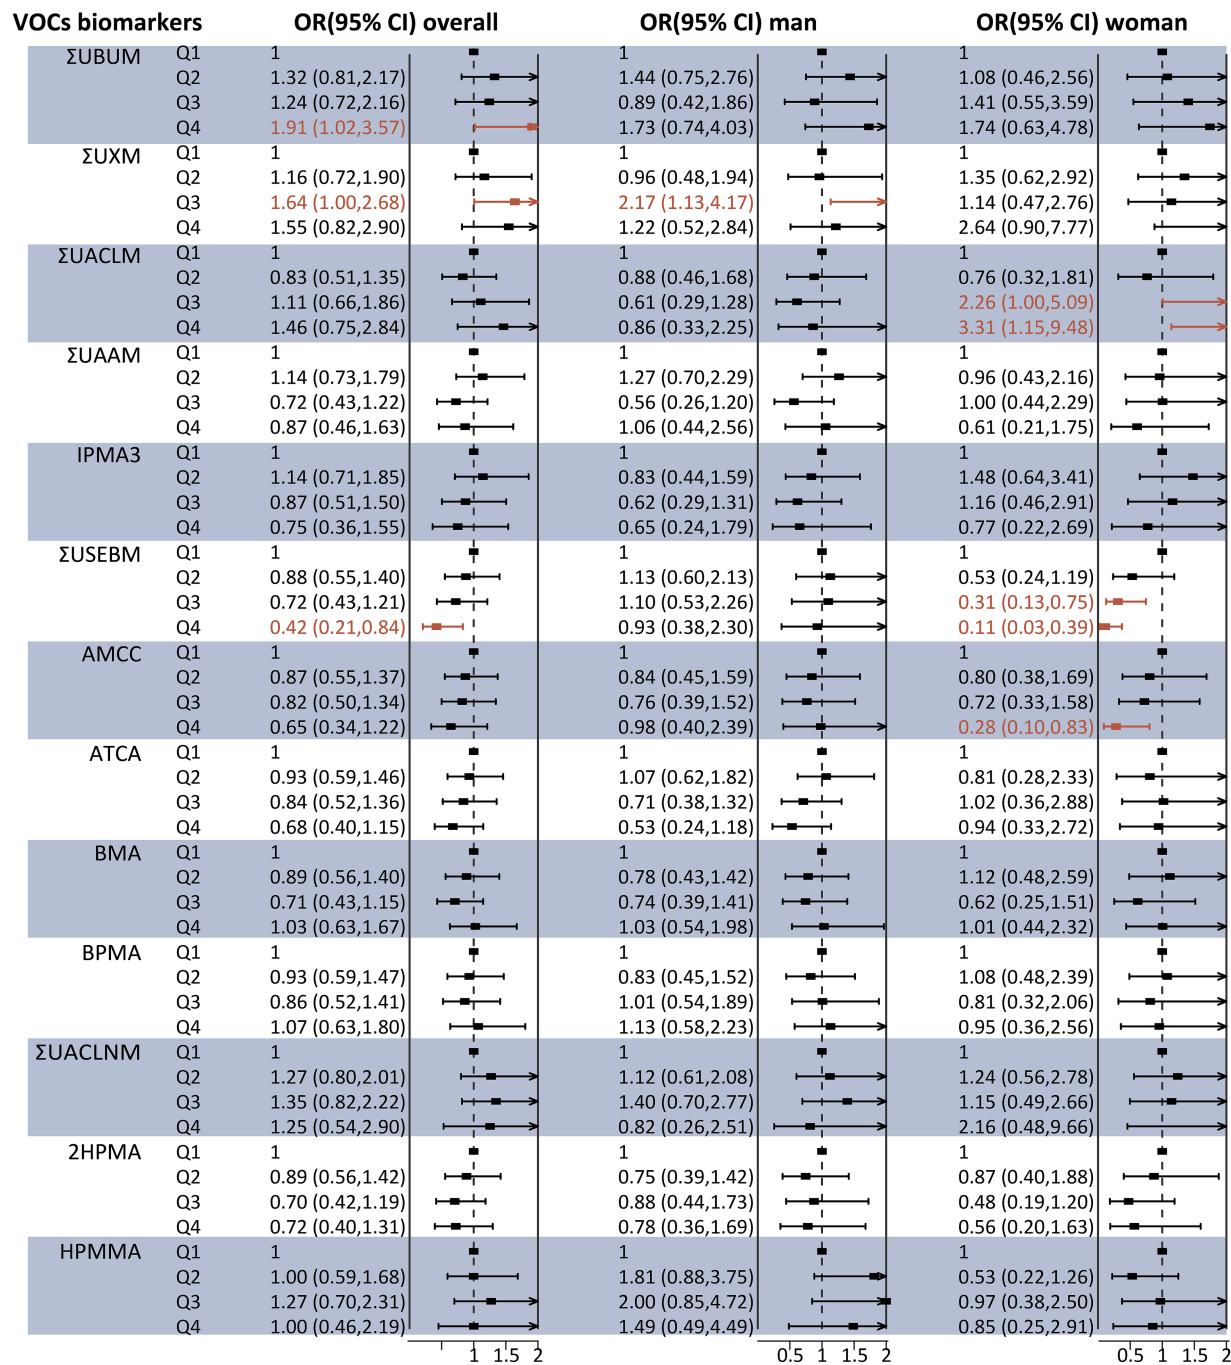 VOCs biomarkers OR(95% CI) overall OR(95% CI) man OR(95% CI) woman
ΣUBUM Q1 1 1 1
Q2 1.32 (0.81,2.17) 1.44 (0.75,2.76) 1.08 (0.46,2.56)
Q3 1.24 (0.72,2.16) 0.89 (0.42,1.86) 1.41 (0.55,3.59)
Q4 1.91 (1.02,3.57) 1.73 (0.74,4.03) 1.74 (0.63,4.78)
ΣUXM Q1 1 1 1
Q2 1.16 (0.72,1.90) 0.96 (0.48,1.94) 1.35 (0.62,2.92)
Q3 1.64 (1.00,2.68) 2.17 (1.13,4.17) 1.14 (0.47,2.76)
Q4 1.55 (0.82,2.90) 1.22 (0.52,2.84) 2.64 (0.90,7.77)
ΣUACLM Q1 1 1 1
Q2 0.83 (0.51,1.35) 0.88 (0.46,1.68) 0.76 (0.32,1.81)
Q3 1.11 (0.66,1.86) 0.61 (0.29,1.28) 2.26 (1.00,5.09)
Q4 1.46 (0.75,2.84) 0.86 (0.33,2.25) 3.31 (1.15,9.48)
ΣUAAM Q1 1 1 1
Q2 1.14 (0.73,1.79) 1.27 (0.70,2.29) 0.96 (0.43,2.16)
Q3 0.72 (0.43,1.22) 0.56 (0.26,1.20) 1.00 (0.44,2.29)
Q4 0.87 (0.46,1.63) 1.06 (0.44,2.56) 0.61 (0.21,1.75)
IPMA3 Q1 1 1 1
Q2 1.14 (0.71,1.85) 0.83 (0.44,1.59) 1.48 (0.64,3.41)
Q3 0.87 (0.51,1.50) 0.62 (0.29,1.31) 1.16 (0.46,2.91)
Q4 0.75 (0.36,1.55) 0.65 (0.24,1.79) 0.77 (0.22,2.69)
ΣUSEBM Q1 1 1 1
Q2 0.88 (0.55,1.40) 1.13 (0.60,2.13) 0.53 (0.24,1.19)
Q3 0.72 (0.43,1.21) 1.10 (0.53,2.26) 0.31 (0.13,0.75)
Q4 0.42 (0.21,0.84) 0.93 (0.38,2.30) 0.11 (0.03,0.39)
AMCC Q1 1 1 1
Q2 0.87 (0.55,1.37) 0.84 (0.45,1.59) 0.80 (0.38,1.69)
Q3 0.82 (0.50,1.34) 0.76 (0.39,1.52) 0.72 (0.33,1.58)
Q4 0.65 (0.34,1.22) 0.98 (0.40,2.39) 0.28 (0.10,0.83)
ATCA Q1 1 1 1
Q2 0.93 (0.59,1.46) 1.07 (0.62,1.82) 0.81 (0.28,2.33)
Q3 0.84 (0.52,1.36) 0.71 (0.38,1.32) 1.02 (0.36,2.88)
Q4 0.68 (0.40,1.15) 0.53 (0.24,1.18) 0.94 (0.33,2.72)
BMA Q1 1 1 1
Q2 0.89 (0.56,1.40) 0.78 (0.43,1.42) 1.12 (0.48,2.59)
Q3 0.71 (0.43,1.15) 0.74 (0.39,1.41) 0.62 (0.25,1.51)
Q4 1.03 (0.63,1.67) 1.03 (0.54,1.98) 1.01 (0.44,2.32)
BPMA Q1 1 1 1
Q2 0.93 (0.59,1.47) 0.83 (0.45,1.52) 1.08 (0.48,2.39)
Q3 0.86 (0.52,1.41) 1.01 (0.54,1.89) 0.81 (0.32,2.06)
Q4 1.07 (0.63,1.80) 1.13 (0.58,2.23) 0.95 (0.36,2.56)
ΣUACLNM Q1 1 1 1
Q2 1.27 (0.80,2.01) 1.12 (0.61,2.08) 1.24 (0.56,2.78)
Q3 1.35 (0.82,2.22) 1.40 (0.70,2.77) 1.15 (0.49,2.66)
Q4 1.25 (0.54,2.90) 0.82 (0.26,2.51) 2.16 (0.48,9.66)
2HPMA Q1 1 1 1
Q2 0.89 (0.56,1.42) 0.75 (0.39,1.42) 0.87 (0.40,1.88)
Q3 0.70 (0.42,1.19) 0.88 (0.44,1.73) 0.48 (0.19,1.20)
Q4 0.72 (0.40,1.31) 0.78 (0.36,1.69) 0.56 (0.20,1.63)
HPMMA Q1 1 1 1
Q2 1.00 (0.59,1.68) 1.81 (0.88,3.75) 0.53 (0.22,1.26)
Q3 1.27 (0.70,2.31) 2.00 (0.85,4.72) 0.97 (0.38,2.50)
Q4 1.00 (0.46,2.19) 1.49 (0.49,4.49) 0.85 (0.25,2.91)
1 1.5 2 0.5 1 1.5 2 0.5 1 1.5 2